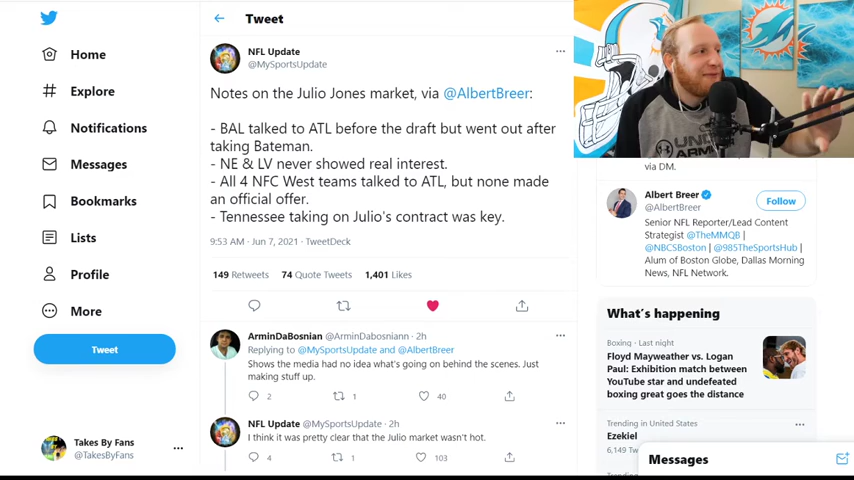 Tweet
NFL Update
@MySportsUpdate
Notes on the Julio Jones market, via @AlbertBreer:
- BAL talked to ATL before the draft but went out after
taking Bateman.
- NE & LV never showed real interest.
- All 4 NFC West teams talked to ATL, but none made
an official offer.
- Tennessee taking on Julio's contract was key.
9:53 AM · Jun 7, 2021 · TweetDeck
149 Retweets 74 Quote Tweets 1,401 Likes
ArminDaBosnian @ArminDabosniann · 2h
Replying to @MySportsUpdate and @AlbertBreer
Shows the media had no idea what's going on behind the scenes. Just
making stuff up.
2 1 40
NFL Update @MySportsUpdate · 2h
I think it was pretty clear that the Julio market wasn't hot.
4 1 103
Home
Explore
Notifications
Messages
Bookmarks
Lists
Profile
More
Tweet
Takes By Fans
@TakesByFans
UNDER ARMOUR
via DM.
Albert Breer
@AlbertBreer
Follow
Senior NFL Reporter/Lead Content
Strategist @TheMMQB |
@NBCSBoston | @985TheSportsHub |
Alum of Boston Globe, Dallas Morning
News, NFL Network.
What's happening
Boxing · Last night
Floyd Mayweather vs. Logan
Paul: Exhibition match between
YouTube star and undefeated
boxing great goes the distance
Trending in United States
Ezekiel
6,149 Tw
Trending
Messages